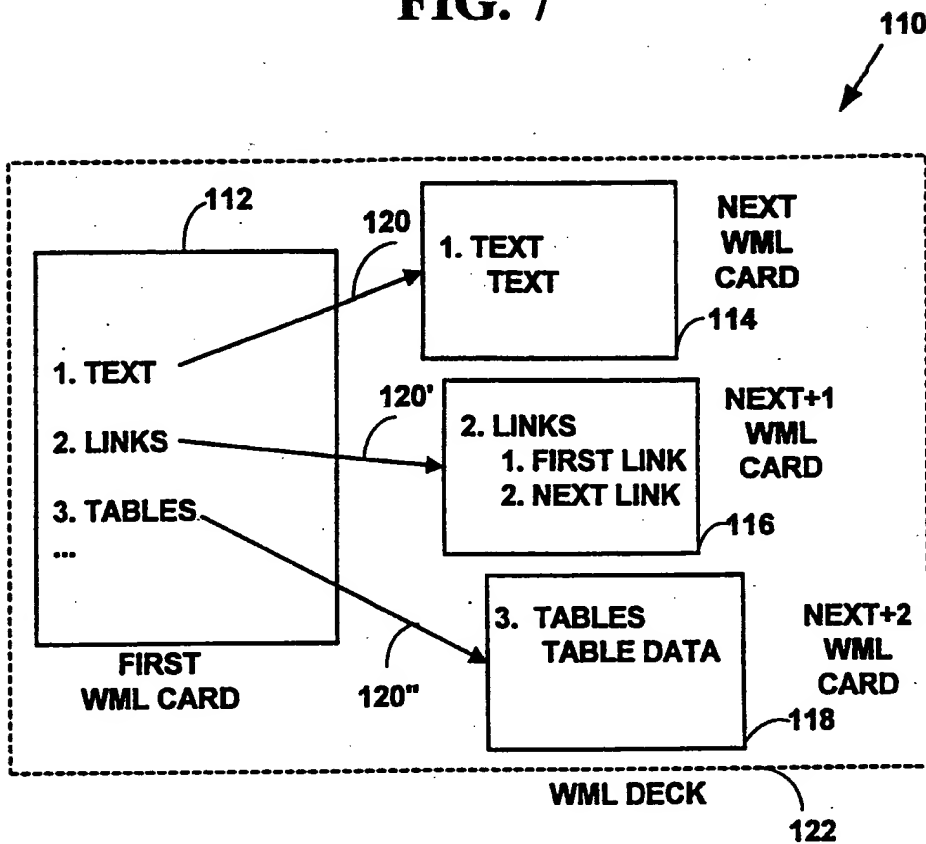 FIG. 7
110
112
1. TEXT
2. LINKS
3. TABLES
...
FIRST
WML CARD
120
1. TEXT
TEXT
NEXT
WML
CARD
114
120'
2. LINKS
1. FIRST LINK
2. NEXT LINK
NEXT+1
WML
CARD
116
120"
3. TABLES
TABLE DATA
NEXT+2
WML
CARD
118
WML DECK
122